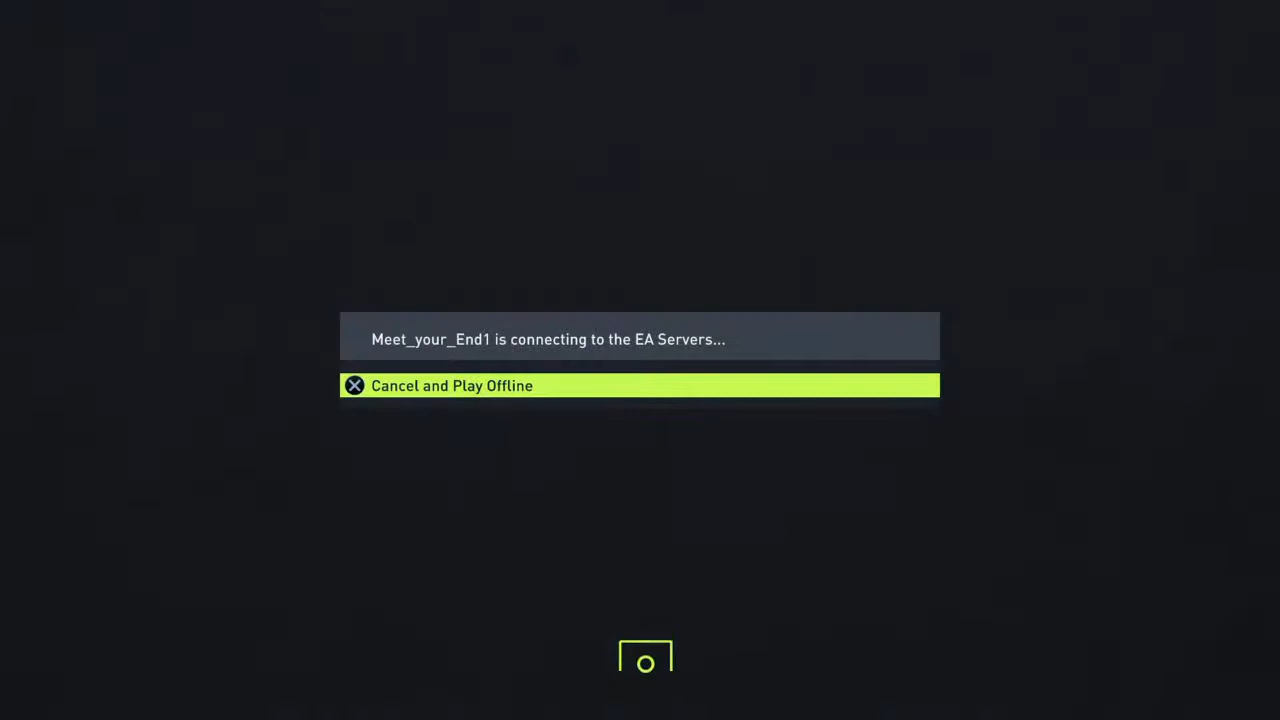 Meet_your_End1 is connecting to the EA Servers...
Cancel and Play Offline